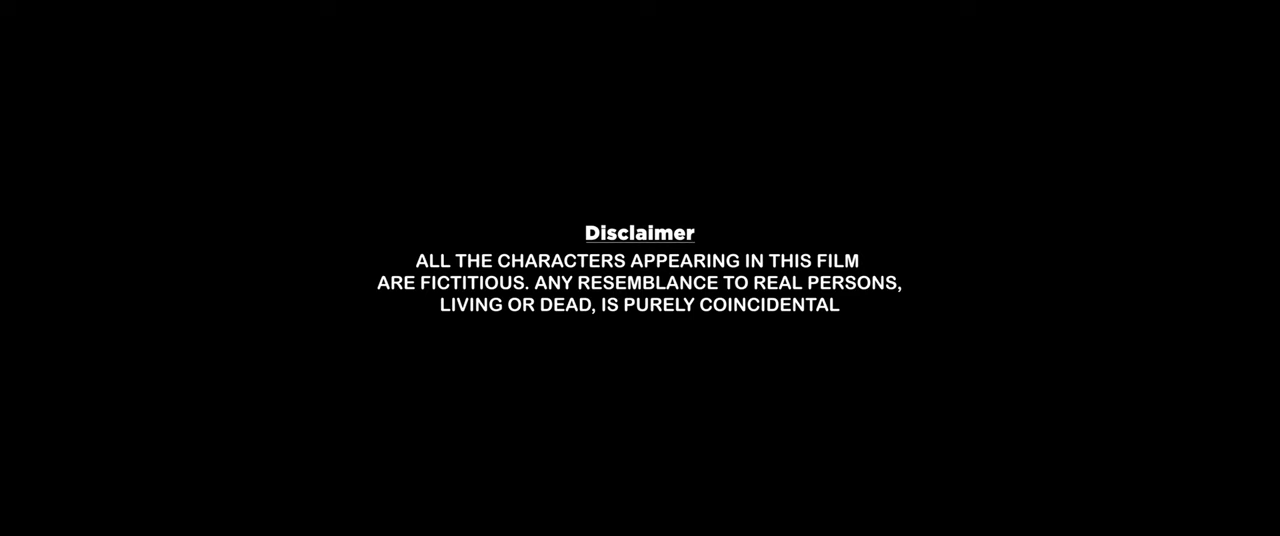 Disclaimer
ALL THE CHARACTERS APPEARING IN THIS FILM
ARE FICTITIOUS. ANY RESEMBLANCE TO REAL PERSONS,
LIVING OR DEAD, IS PURELY COINCIDENTAL